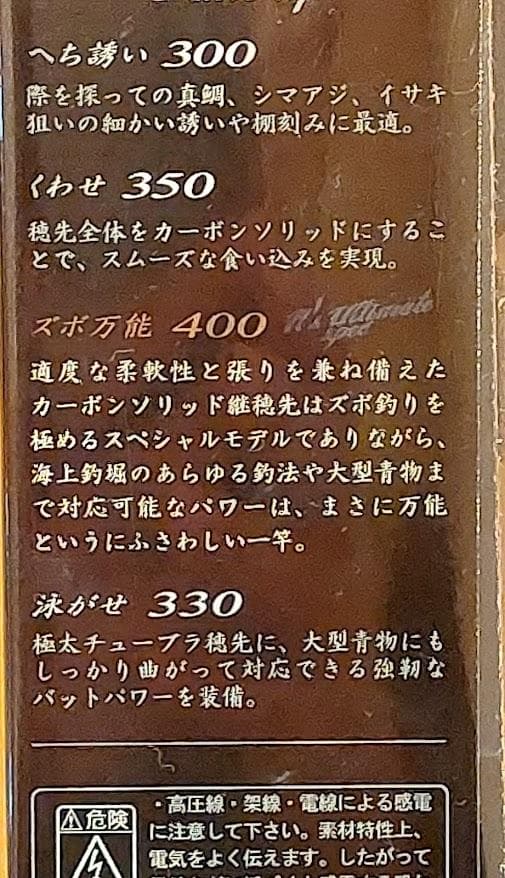 へち誘い 300
際を探っての真鯛、シマアジ、イサキ
狙いの細かい誘いや棚刻みに最適。
くわせ 350
穂先全体をカーボンソリッドにするこ
とで、スムーズな食い込みを実現。
ズボ万能 400 n's Ultimate
spec
適度な柔軟性と張りを兼ね備えた
カーボンソリッド継穂先はズボ釣りを
極めるスペシャルモデルでありながら、
海上釣堀のあらゆる釣法や大型青物ま
で対応可能なパワーは、まさに万能
というにふさわしい一竿。
泳がせ 330
極太チューブラ穂先に、大型青物にも
しっかり曲がって対応できる強靭な
バットパワーを装備。
危険
・高圧線・架線・電線による感電
に注意して下さい。素材特性上、
電気をよく伝えます。したがって